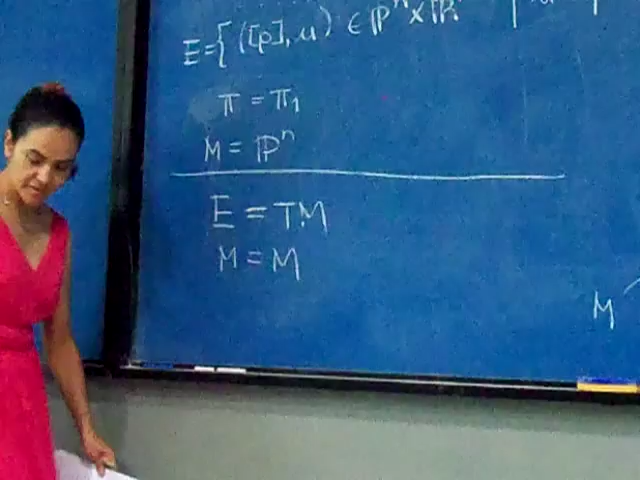 E={([p],u) ∈ ℙⁿ×ℝ
π = π₁
M = ℙⁿ
E = TM
M = M
M